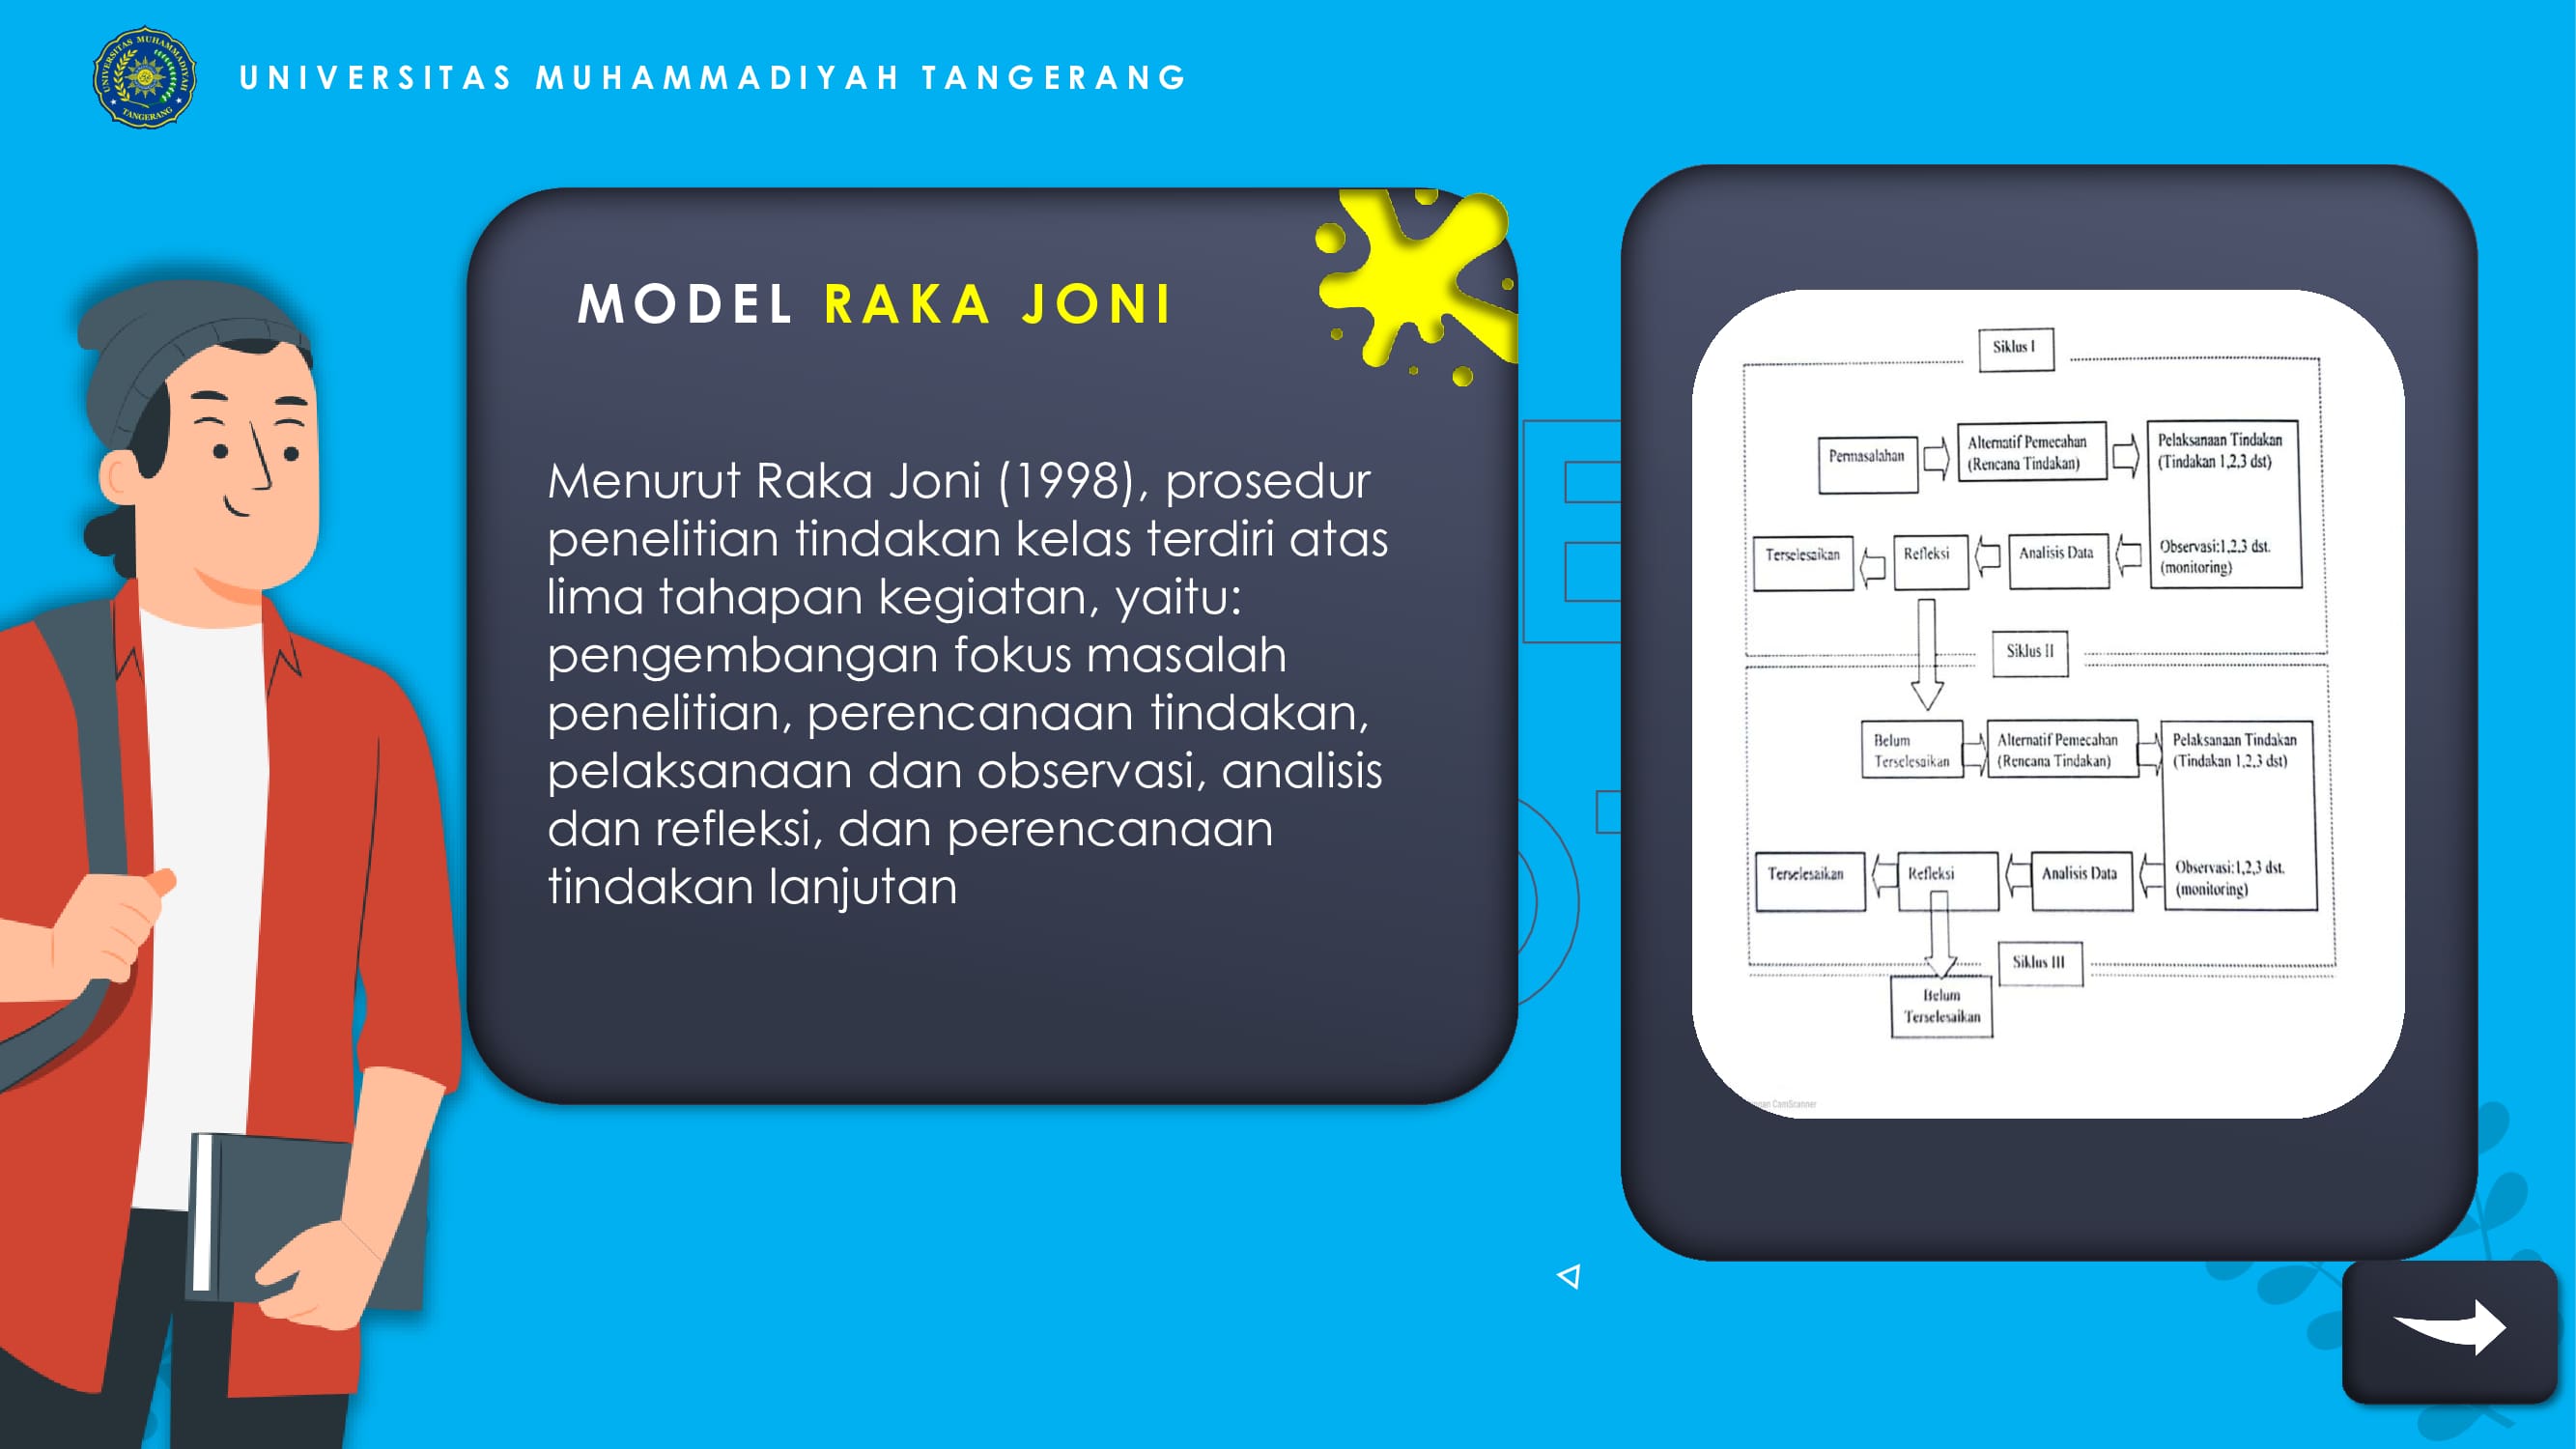 UNIVERSITAS MUHAMMADIYAH TANGERANG
UNIVERSITAS MUHAMMADIYAH
TANGERANG
MODEL RAKA JONI
Menurut Raka Joni (1998), prosedur
penelitian tindakan kelas terdiri atas
lima tahapan kegiatan, yaitu:
pengembangan fokus masalah
penelitian, perencanaan tindakan,
pelaksanaan dan observasi, analisis
dan refleksi, dan perencanaan
tindakan lanjutan
Siklus I
Permasalahan
Alternatif Pemecahan
(Rencana Tindakan)
Pelaksanaan Tindakan
(Tindakan 1,2,3 dst)
Terselesaikan
Refleksi
Analisis Data
Observasi:1,2,3 dst.
(monitoring)
Siklus II
Belum
Terselesaikan
Alternatif Pemecahan
(Rencana Tindakan)
Pelaksanaan Tindakan
(Tindakan 1,2,3 dst)
Terselesaikan
Refleksi
Analisis Data
Observasi:1,2,3 dst.
(monitoring)
Siklus III
Belum
Terselesaikan
CamScanner